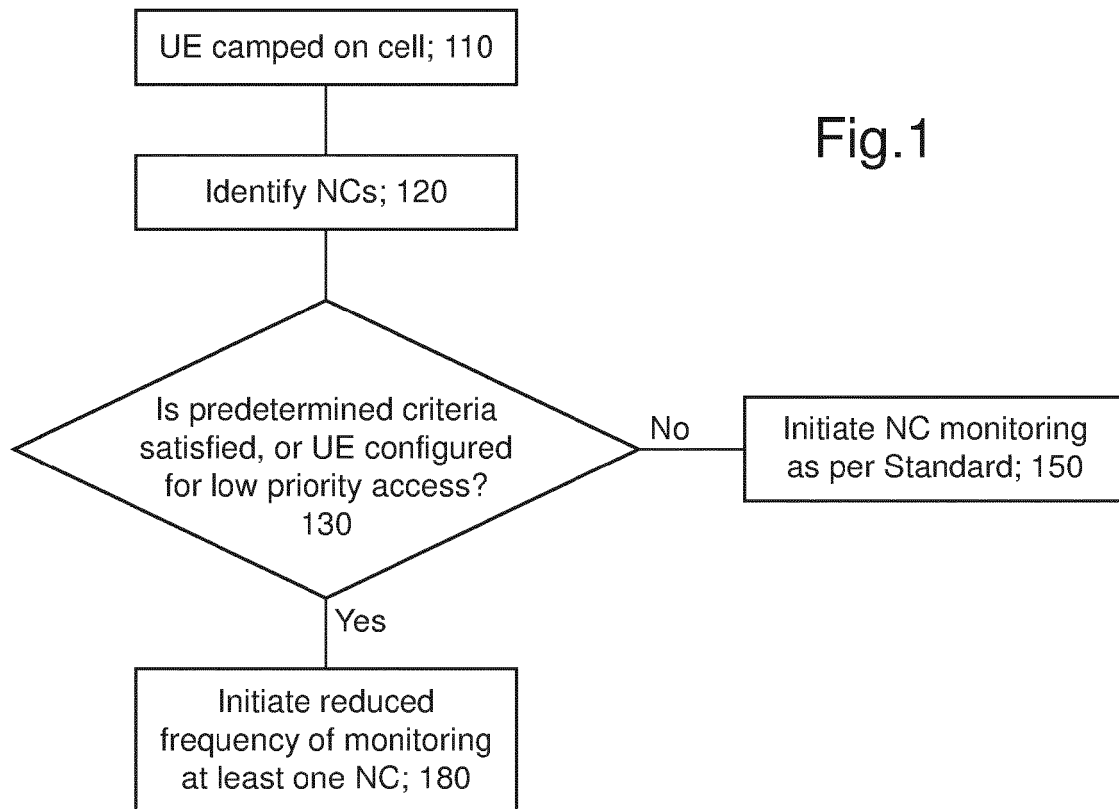 UE camped on cell; 110
Fig.1
Identify NCs; 120
Is predetermined criteria
satisfied, or UE configured
for low priority access?
130
No
Initiate NC monitoring
as per Standard; 150
Yes
Initiate reduced
frequency of monitoring
at least one NC; 180